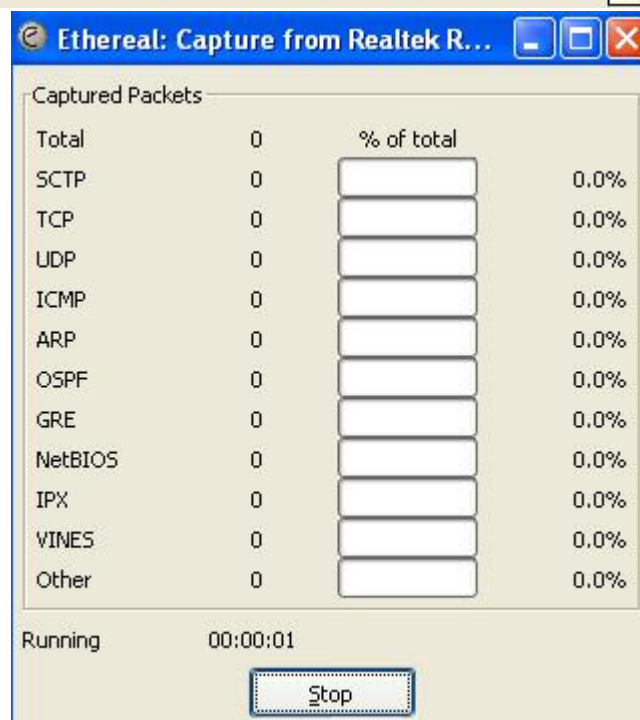 Ethereal: Capture from Realtek R...
Captured Packets
Total 0 % of total
SCTP 0 0.0%
TCP 0 0.0%
UDP 0 0.0%
ICMP 0 0.0%
ARP 0 0.0%
OSPF 0 0.0%
GRE 0 0.0%
NetBIOS 0 0.0%
IPX 0 0.0%
VINES 0 0.0%
Other 0 0.0%
Running 00:00:01
Stop